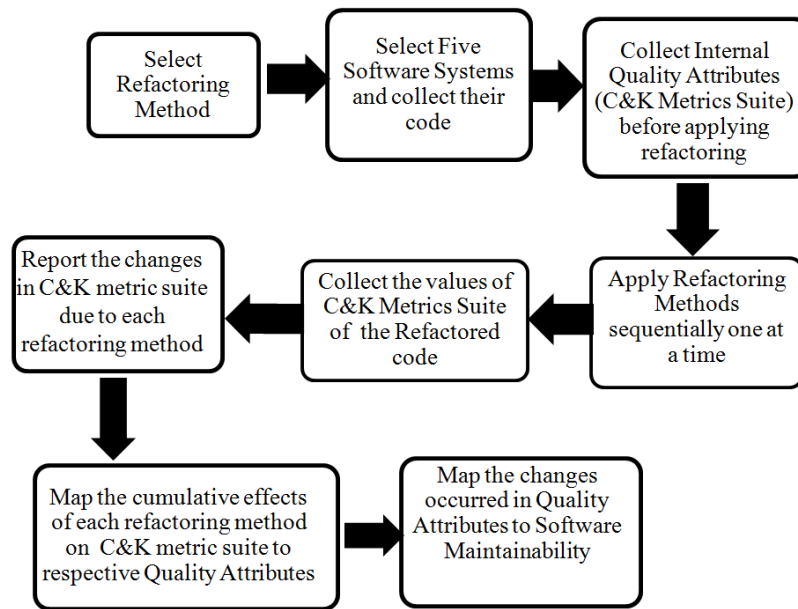 Select
Refactoring
Method
Select Five
Software Systems
and collect their
code
Collect Internal
Quality Attributes
(C&K Metrics Suite)
before applying
refactoring
Apply Refactoring
Methods
sequentially one at
a time
Collect the values of
C&K Metrics Suite
of the Refactored
code
Report the changes
in C&K metric suite
due to each
refactoring method
Map the cumulative effects
of each refactoring method
on C&K metric suite to
respective Quality Attributes
Map the changes
occurred in Quality
Attributes to Software
Maintainability